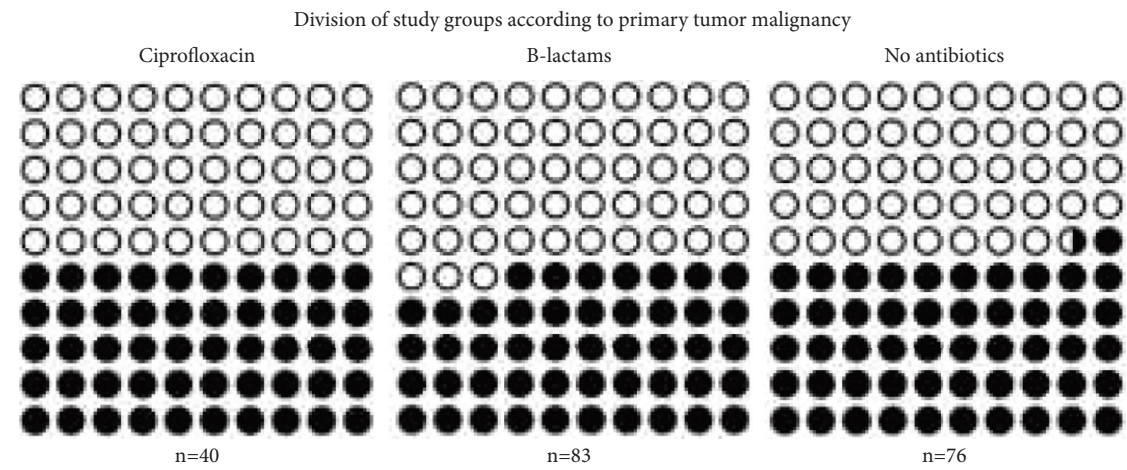 Division of study groups according to primary tumor malignancy
Ciprofloxacin B-lactams No antibiotics
n=40 n=83 n=76